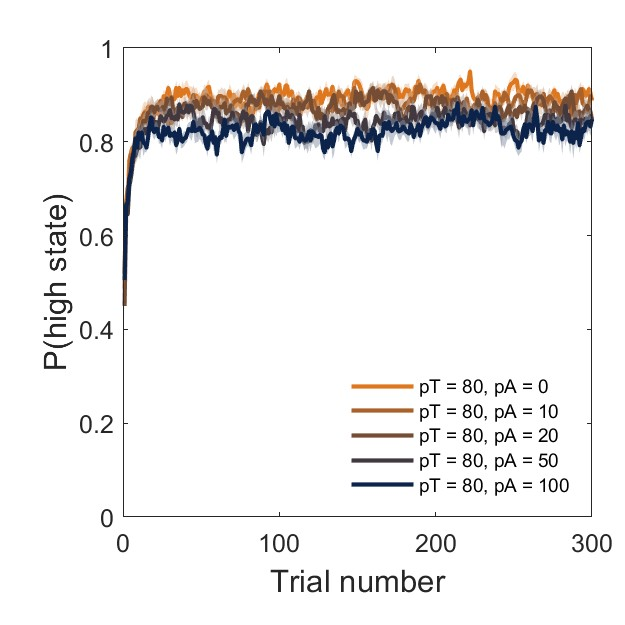 1
0.8
0.6
0.4
0.2
0
P(high state)
pT = 80, pA = 0
pT = 80, pA = 10
pT = 80, pA = 20
pT = 80, pA = 50
pT = 80, pA = 100
0 100 200 300
Trial number